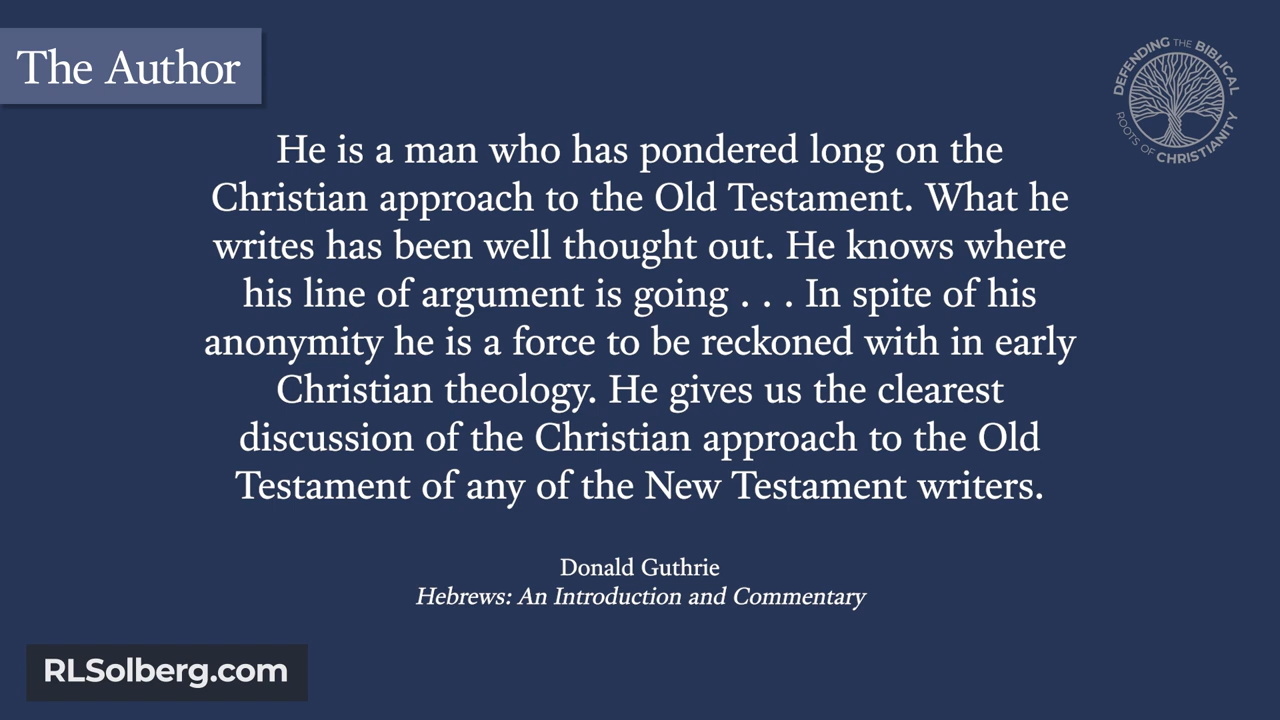 The Author
DEFENDING THE BIBLICAL
ROOTS OF CHRISTIANITY
He is a man who has pondered long on the
Christian approach to the Old Testament. What he
writes has been well thought out. He knows where
his line of argument is going . . . In spite of his
anonymity he is a force to be reckoned with in early
Christian theology. He gives us the clearest
discussion of the Christian approach to the Old
Testament of any of the New Testament writers.
Donald Guthrie
Hebrews: An Introduction and Commentary
RLSolberg.com